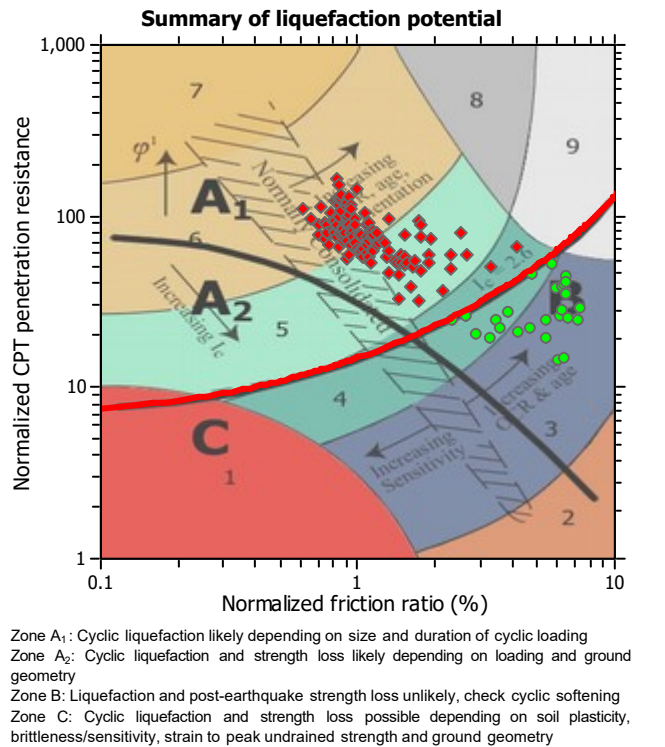 Summary of liquefaction potential
1,000
100
10
1
Normalized CPT penetration resistance
7
8
9
φ'
A1
6
A2
5
4
B
3
C
1
2
Increasing
OCR, age,
cementation
Normally consolidated
Increasing Ic
Ic = 2.6
Increasing
OCR & age
Increasing
Sensitivity
0.1
1
10
Normalized friction ratio (%)
Zone A1: Cyclic liquefaction likely depending on size and duration of cyclic loading
Zone A2: Cyclic liquefaction and strength loss likely depending on loading and ground
geometry
Zone B: Liquefaction and post-earthquake strength loss unlikely, check cyclic softening
Zone C: Cyclic liquefaction and strength loss possible depending on soil plasticity,
brittleness/sensitivity, strain to peak undrained strength and ground geometry